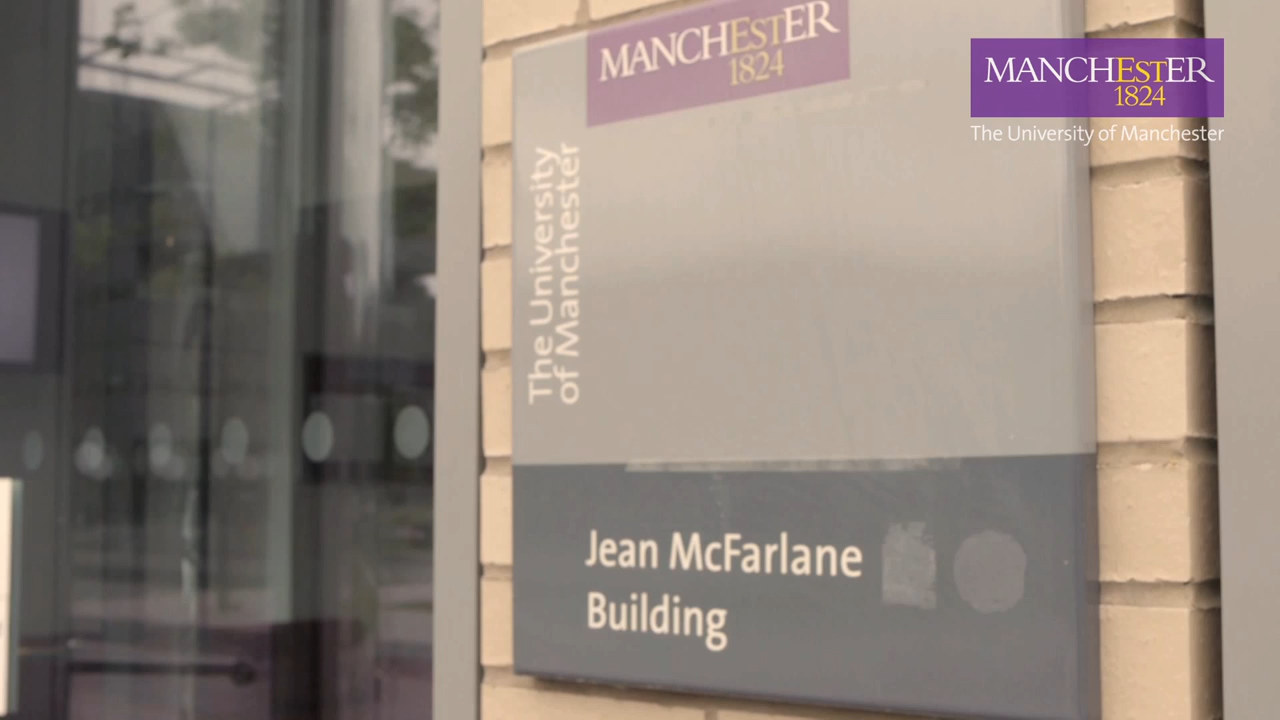 MANCHESTER
1824
The University
of Manchester
Jean McFarlane
Building
MANCHESTER
1824
The University of Manchester